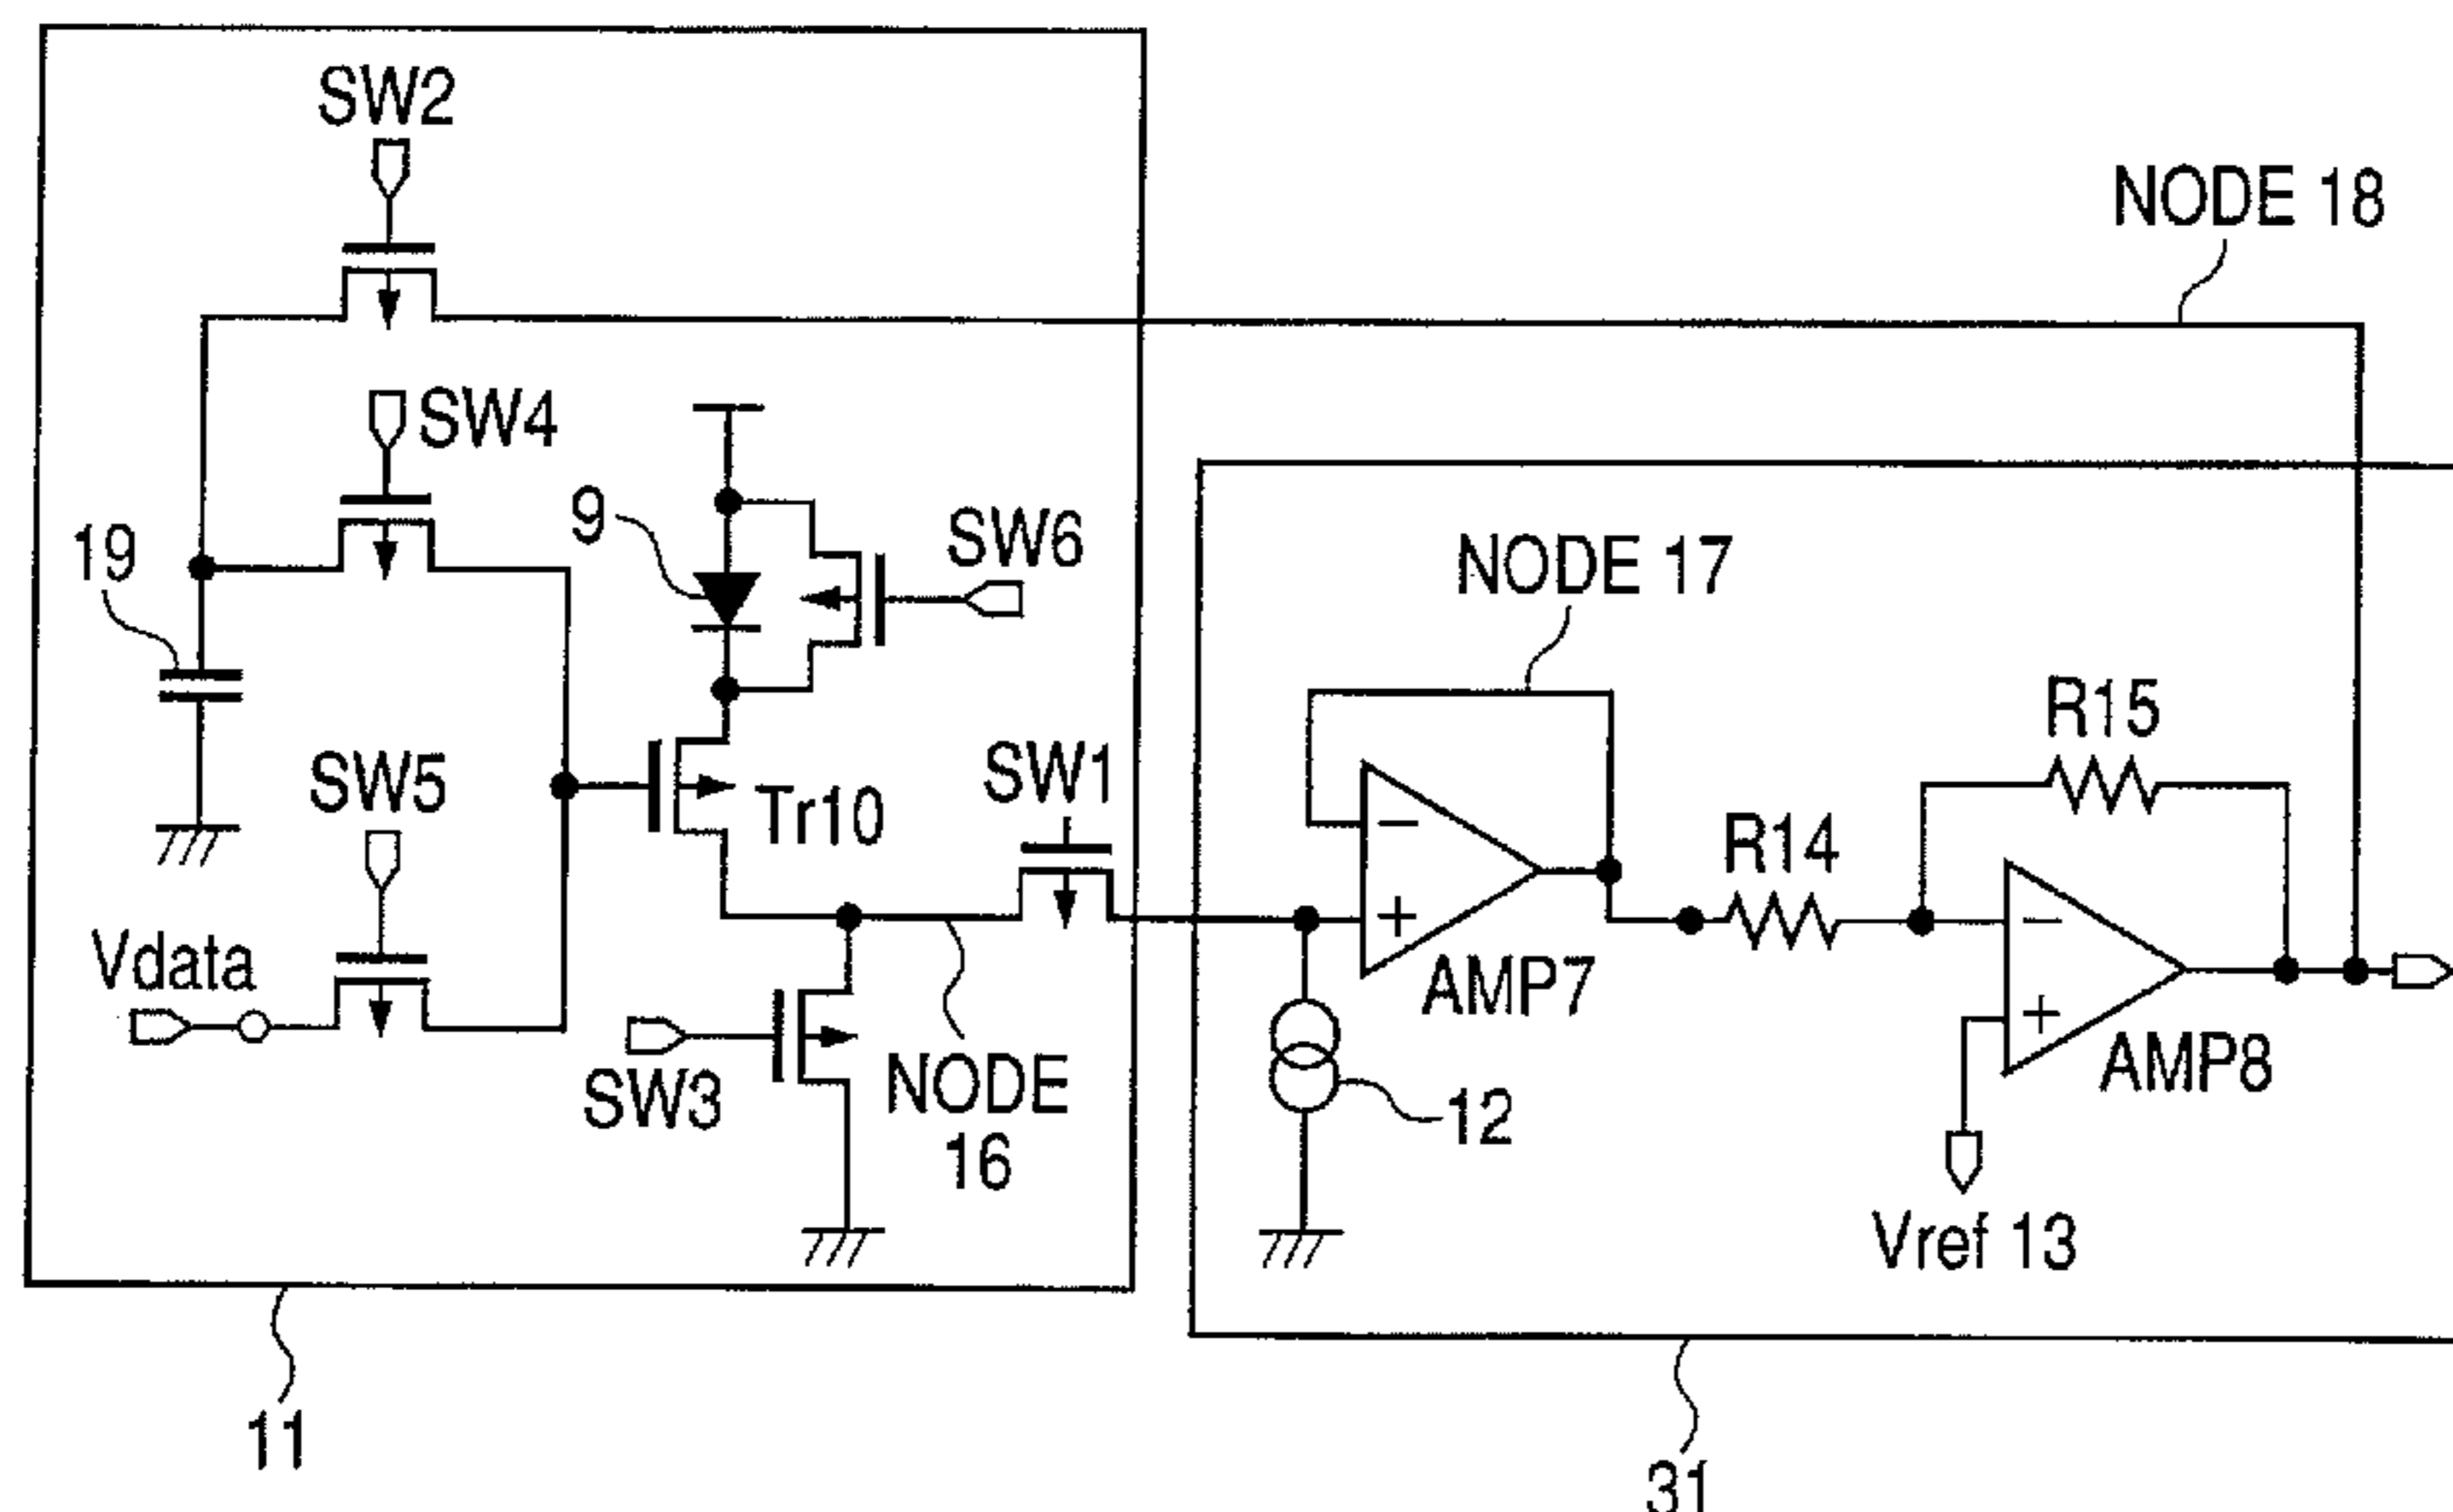 SW2
NODE 18
SW4
9
SW6
19
NODE 17
SW5
SW1
R15
Tr10
R14
Vdata
−
+
AMP7
−
+
AMP8
SW3
NODE
16
12
Vref 13
11
31